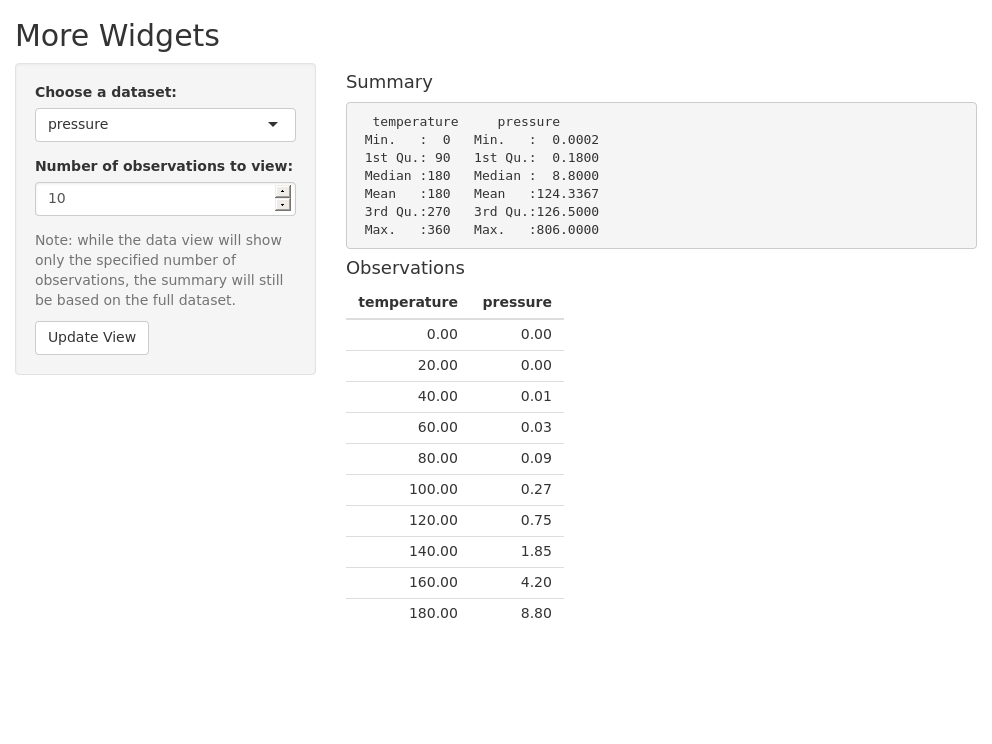 More Widgets
Choose a dataset:
pressure
Number of observations to view:
10
Note: while the data view will show
only the specified number of
observations, the summary will still
be based on the full dataset.
Update View
Summary
temperature pressure
Min. : 0 Min. : 0.0002
1st Qu.: 90 1st Qu.: 0.1800
Median :180 Median : 8.8000
Mean :180 Mean :124.3367
3rd Qu.:270 3rd Qu.:126.5000
Max. :360 Max. :806.0000
Observations
temperature pressure
0.00 0.00
20.00 0.00
40.00 0.01
60.00 0.03
80.00 0.09
100.00 0.27
120.00 0.75
140.00 1.85
160.00 4.20
180.00 8.80